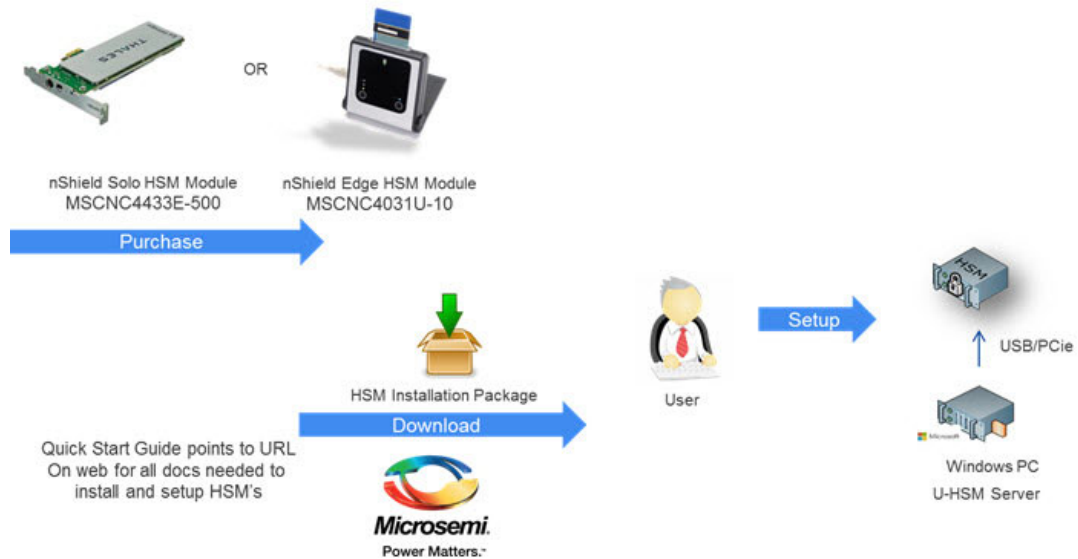 THALES
OR
nShield Solo HSM Module
MSCNC4433E-500
nShield Edge HSM Module
MSCNC4031U-10
Purchase
HSM Installation Package
Download
Quick Start Guide points to URL
On web for all docs needed to
install and setup HSM's
Microsemi.
Power Matters.™
User
Setup
HSM
USB/PCie
Microsoft
Windows PC
U-HSM Server